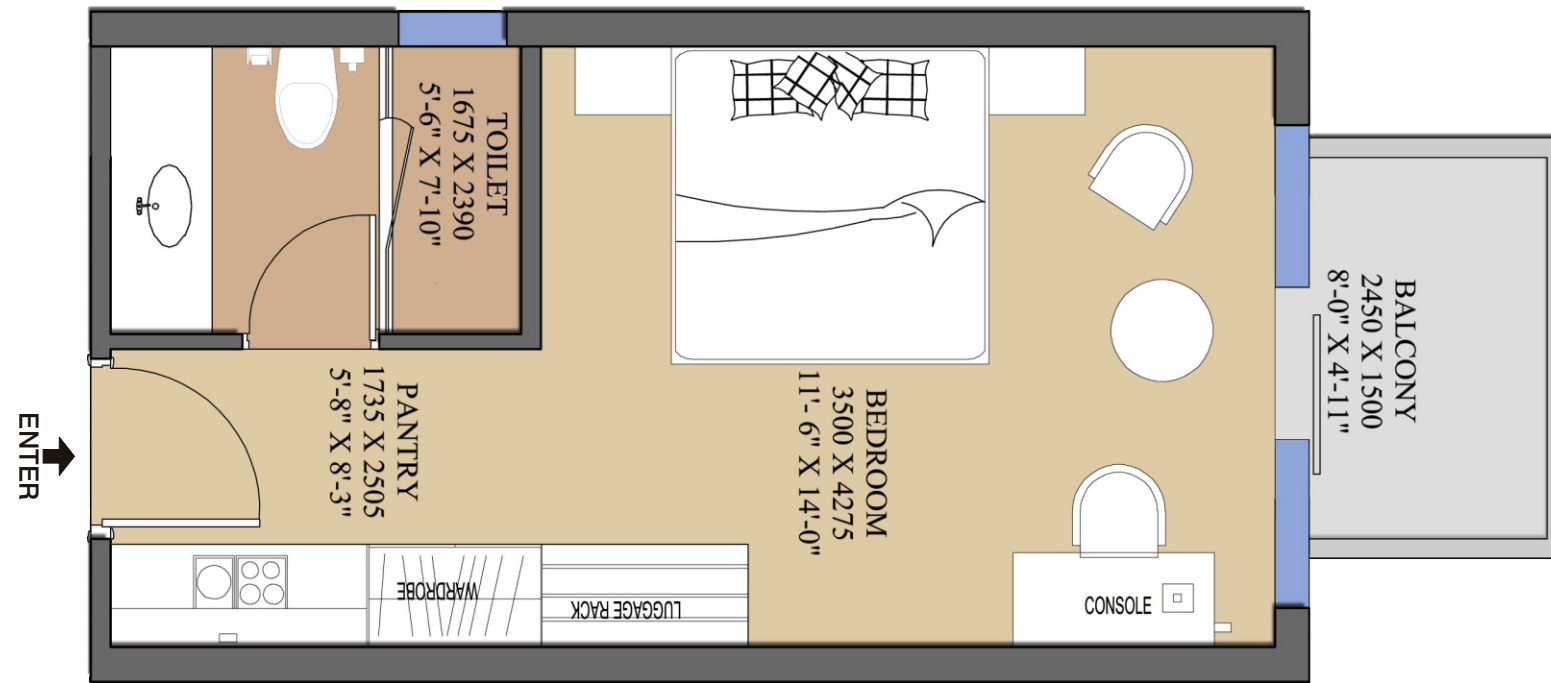 TOILET
1675 X 2390
5'-6" X 7'-10"
BALCONY
2450 X 1500
8'-0" X 4'-11"
PANTRY
1735 X 2505
5'-8" X 8'-3"
BEDROOM
3500 X 4275
11'- 6" X 14'-0"
ENTER
WARDROBE
LUGGAGE RACK
CONSOLE